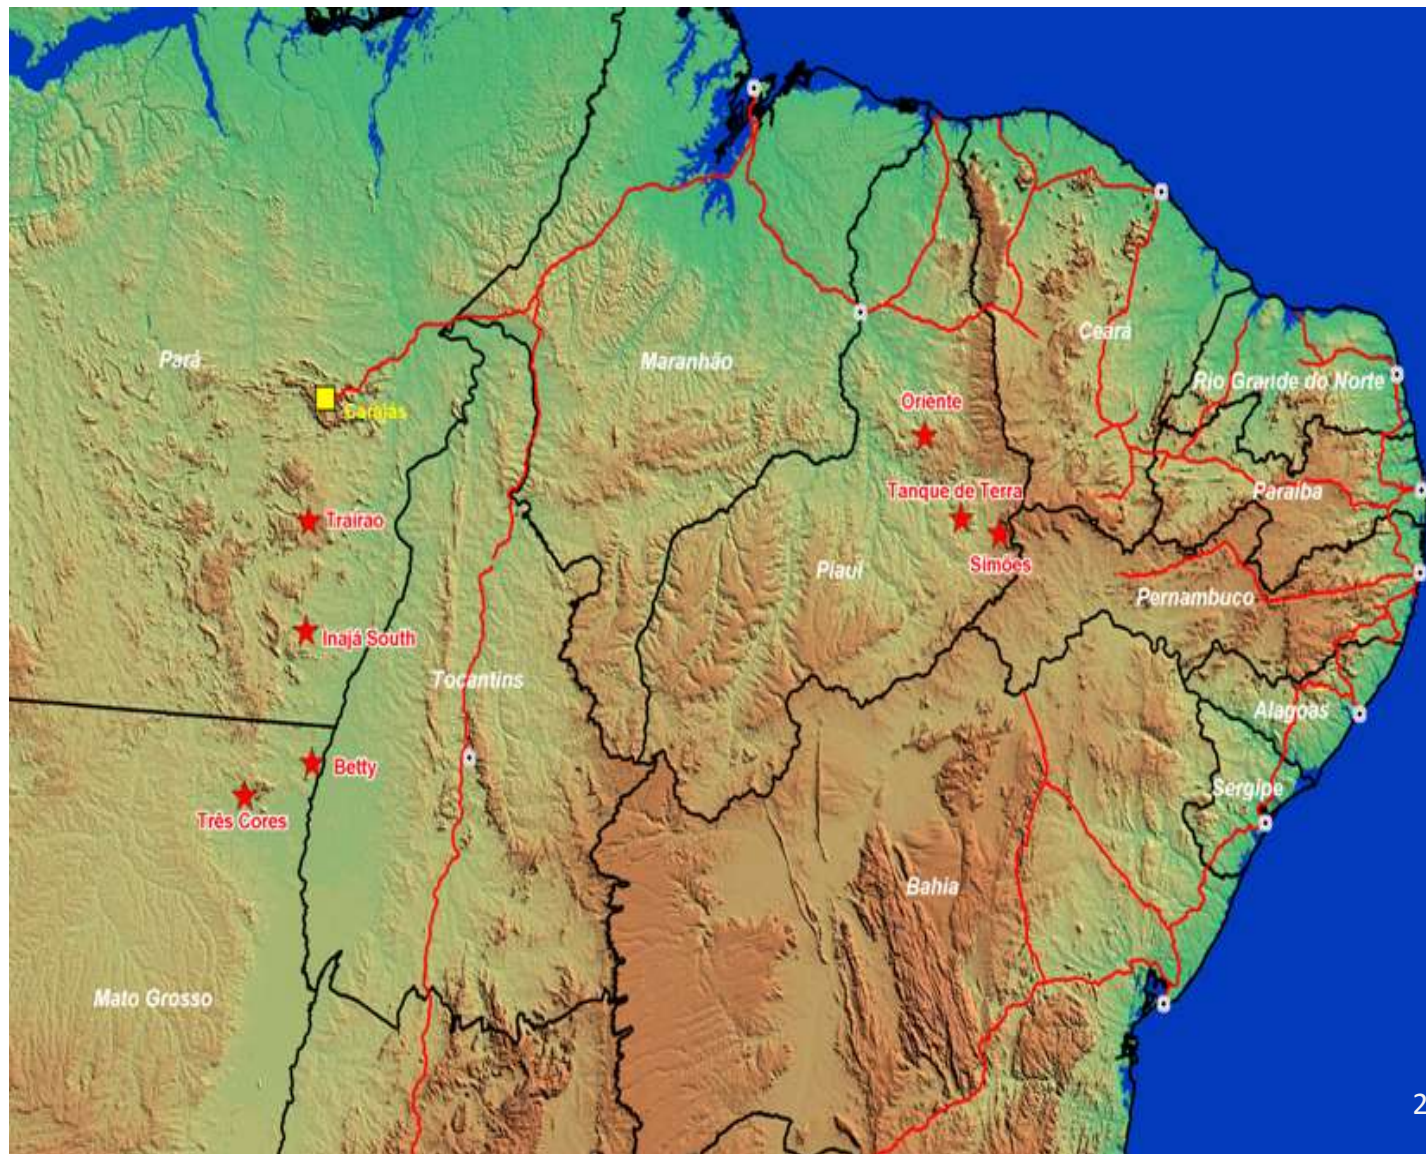 Ceará
Pará
Maranhão
Rio Grande do Norte
Oriente
Carajás
Tanque de Terra
Paraíba
Trairao
Simões
Piauí
Pernambuco
Inajá South
Tocantins
Alagoas
Betty
Sergipe
Três Cores
Bahia
Mato Grosso
2